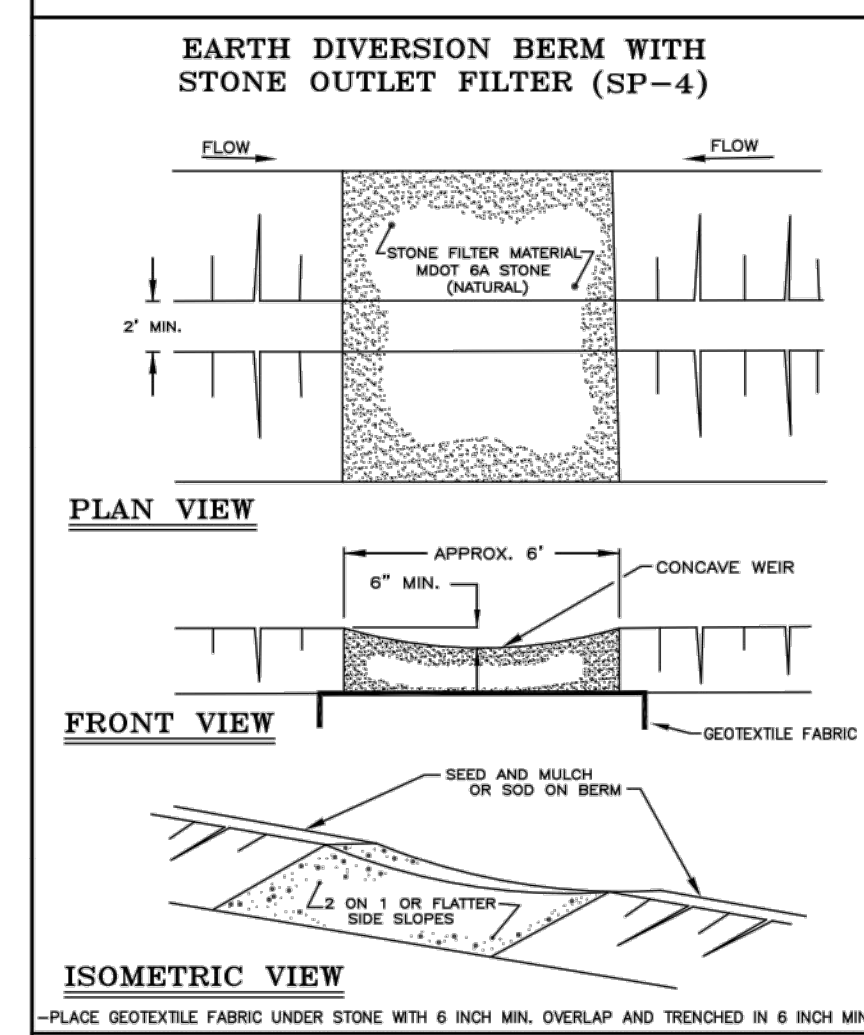 EARTH DIVERSION BERM WITH
STONE OUTLET FILTER (SP-4)
FLOW
FLOW
STONE FILTER MATERIAL
MDOT 6A STONE
(NATURAL)
2' MIN.
PLAN VIEW
APPROX. 6'
6" MIN.
CONCAVE WEIR
FRONT VIEW
GEOTEXTILE FABRIC
SEED AND MULCH
OR SOD ON BERM
2 ON 1 OR FLATTER
SIDE SLOPES
ISOMETRIC VIEW
-PLACE GEOTEXTILE FABRIC UNDER STONE WITH 6 INCH MIN. OVERLAP AND TRENCHED IN 6 INCH